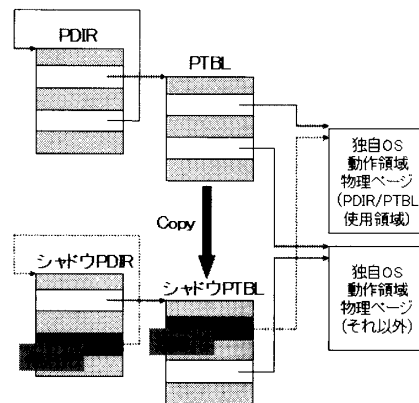 PDIR
PTBL
独自OS
動作領域
物理ページ
(PDIR/PTBL
使用領域)
Copy
シャドウPDIR
シャドウPTBL
独自OS
動作領域
物理ページ
(それ以外)